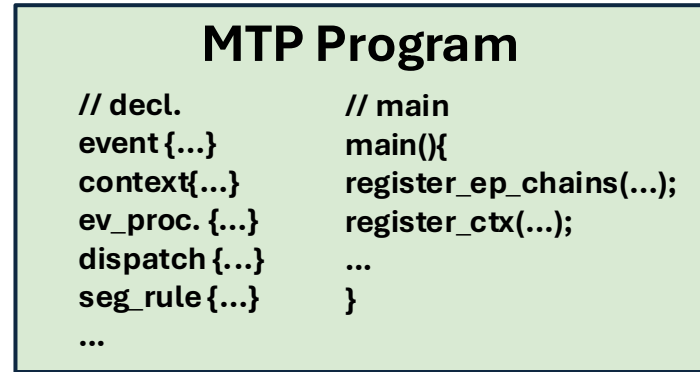 MTP Program
// decl.
event {...}
context{...}
ev_proc. {...}
dispatch {...}
seg_rule {...}
...
// main
main(){
register_ep_chains(...);
register_ctx(...);
...
}